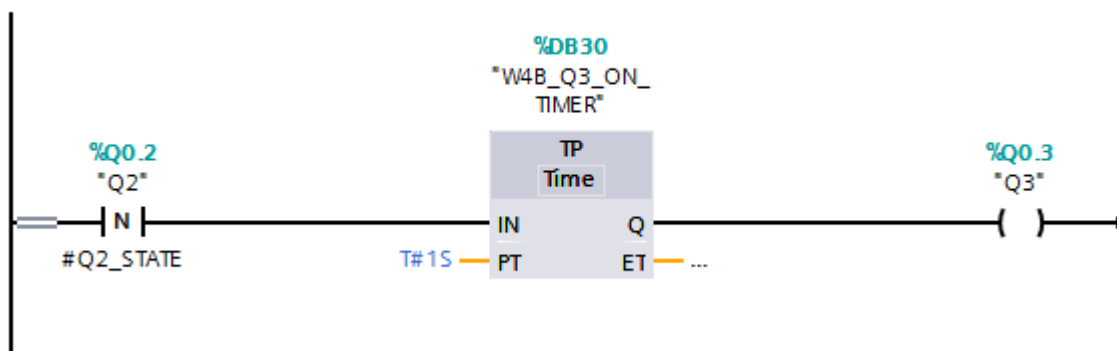 %DB30
"W4B_Q3_ON_
TIMER"
%Q0.2
"Q2"
N
#Q2_STATE
TP
Time
IN Q
T#1S PT ET ...
%Q0.3
"Q3"